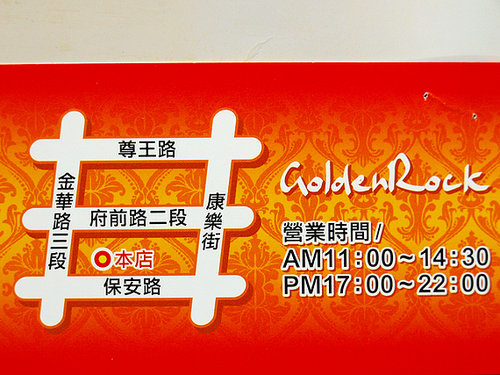 尊王路
金華路三段
康樂街
府前路二段
本店
保安路
GoldenRock
營業時間/
AM11:00~14:30
PM17:00~22:00